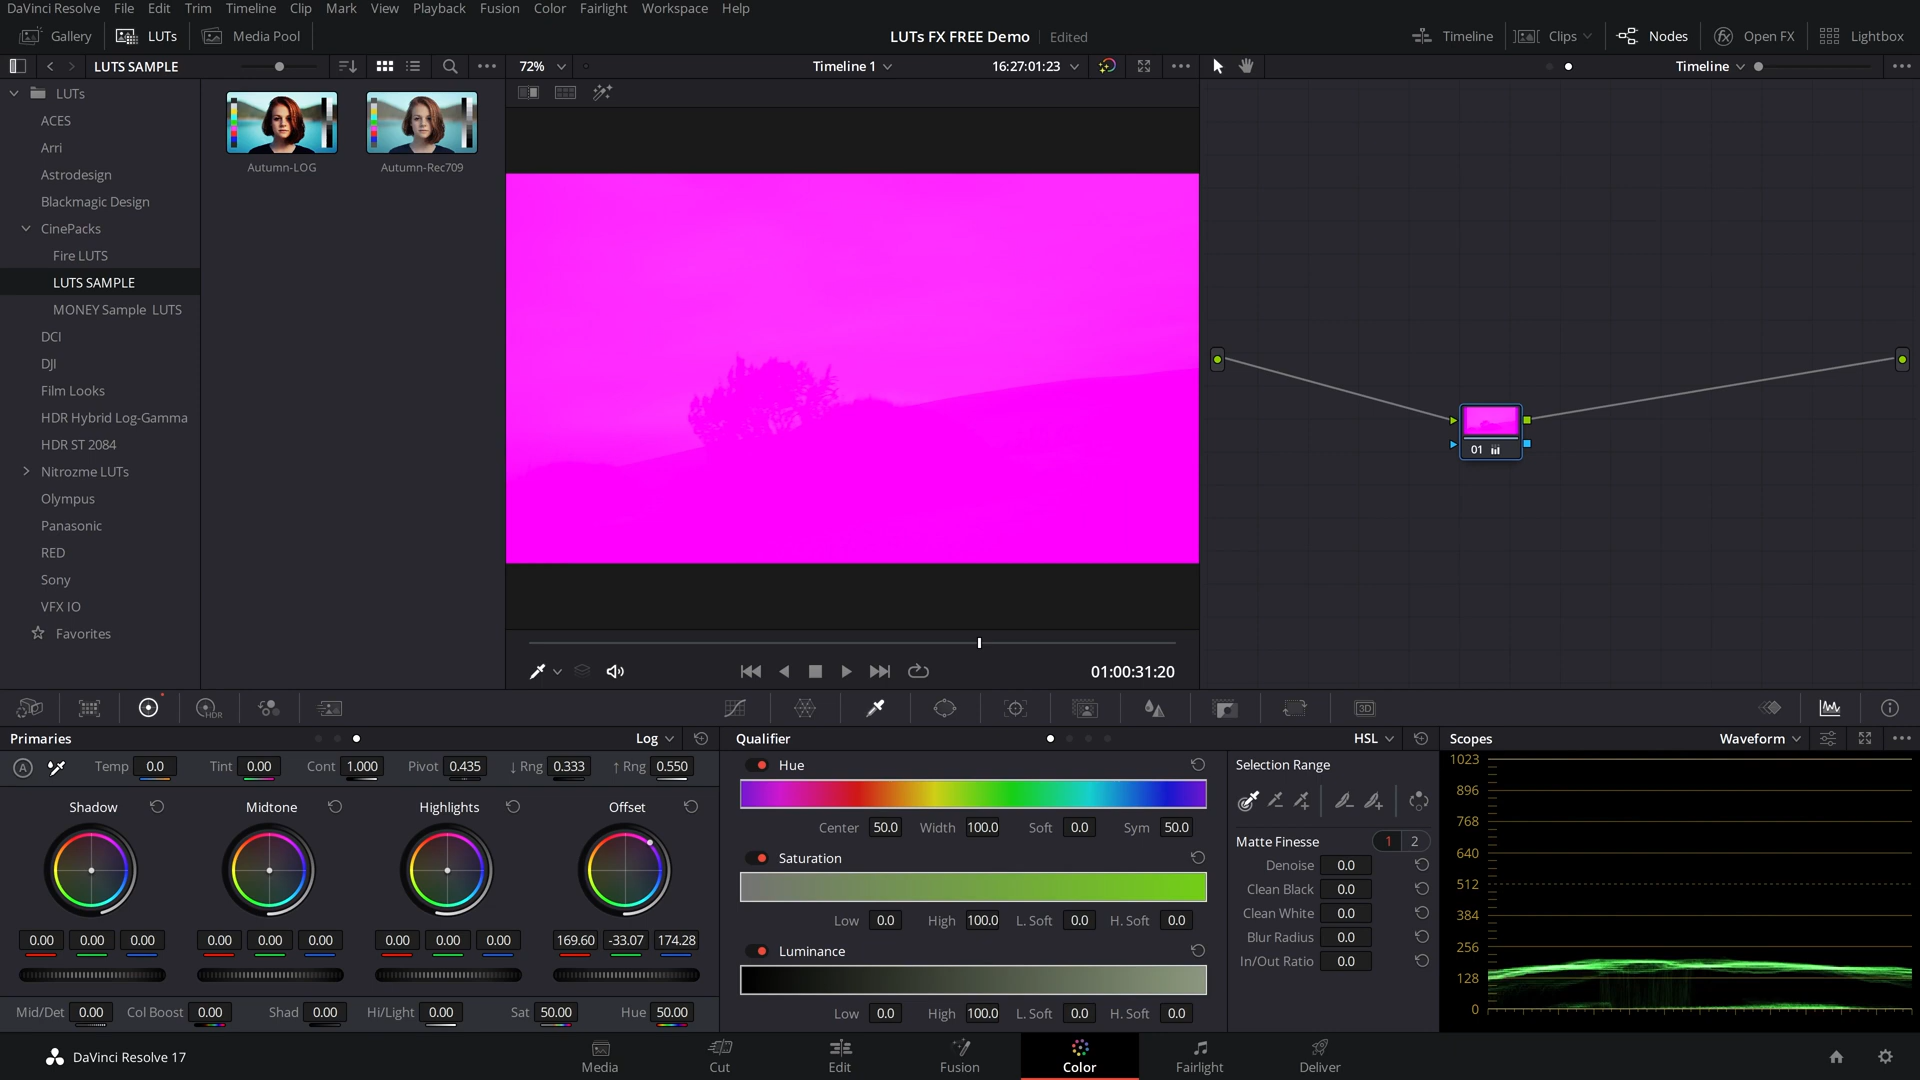 DaVinci Resolve File Edit Trim Timeline Clip Mark View Playback Fusion Color Fairlight Workspace Help
Gallery LUTs Media Pool LUTs FX FREE Demo Edited Timeline Clips Nodes Open FX Lightbox
LUTS SAMPLE 72% Timeline 1 16:27:01:23 Timeline
LUTs
ACES
Arri
Astrodesign
Blackmagic Design
CinePacks
Fire LUTS
LUTS SAMPLE
MONEY Sample LUTS
DCI
DJI
Film Looks
HDR Hybrid Log-Gamma
HDR ST 2084
Nitrozme LUTs
Olympus
Panasonic
RED
Sony
VFX IO
Favorites
Autumn-LOG Autumn-Rec709
01
01:00:31:20
HDR 3D
Primaries Log
A Temp 0.0 Tint 0.00 Cont 1.000 Pivot 0.435 ↓ Rng 0.333 ↑ Rng 0.550
Shadow Midtone Highlights Offset
0.00 0.00 0.00 0.00 0.00 0.00 0.00 0.00 0.00 169.60 -33.07 174.28
Mid/Det 0.00 Col Boost 0.00 Shad 0.00 Hi/Light 0.00 Sat 50.00 Hue 50.00
Qualifier HSL
Hue
Center 50.0 Width 100.0 Soft 0.0 Sym 50.0
Saturation
Low 0.0 High 100.0 L. Soft 0.0 H. Soft 0.0
Luminance
Low 0.0 High 100.0 L. Soft 0.0 H. Soft 0.0
Selection Range
Matte Finesse 1 2
Denoise 0.0
Clean Black 0.0
Clean White 0.0
Blur Radius 0.0
In/Out Ratio 0.0
Scopes Waveform
1023
896
768
640
512
384
256
128
0
DaVinci Resolve 17 Media Cut Edit Fusion Color Fairlight Deliver